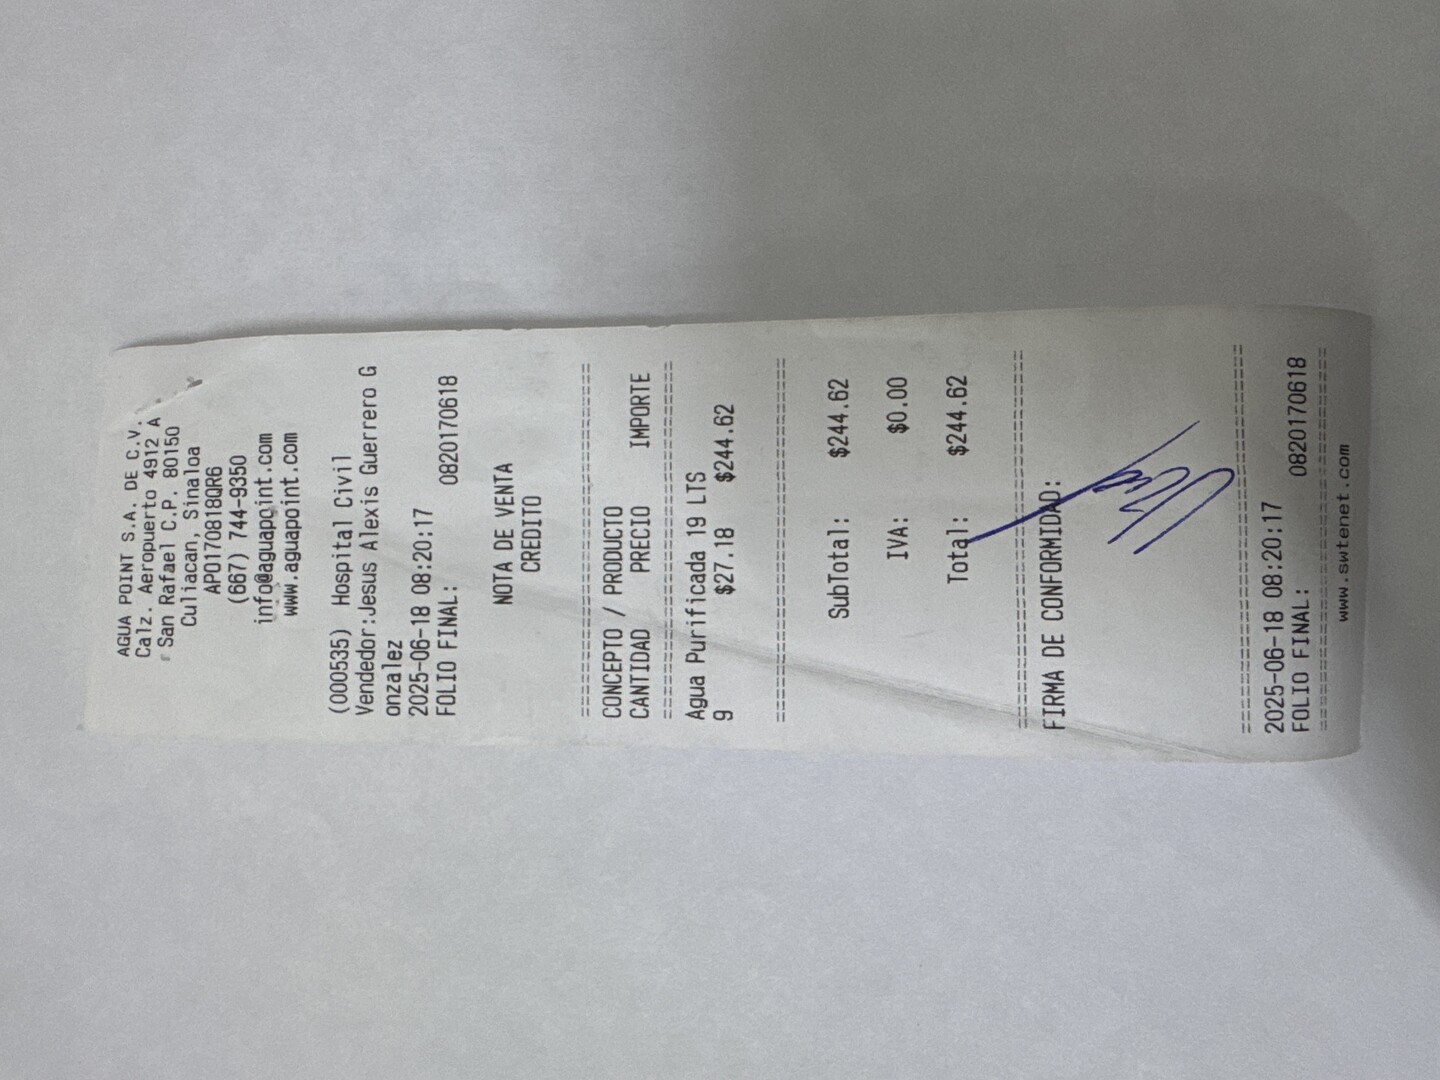 AGUA POINT S.A. DE C.V.
Calz. Aeropuerto 4912 A
San Rafael C.P. 80150
Culiacan, Sinaloa
APO170818QR6
(667) 744-9350
info@aguapoint.com
www.aguapoint.com
(000535) Hospital Civil
Vendedor:Jesus Alexis Guerrero G
onzalez
2025-06-18 08:20:17
FOLIO FINAL: 0820170618
NOTA DE VENTA
CREDITO
================================
CONCEPTO / PRODUCTO
CANTIDAD PRECIO IMPORTE
================================
Agua Purificada 19 LTS
9 $27.18 $244.62
================================
SubTotal: $244.62
IVA: $0.00
Total: $244.62
================================
FIRMA DE CONFORMIDAD:
================================
2025-06-18 08:20:17
FOLIO FINAL: 0820170618
================================
www.swtenet.com